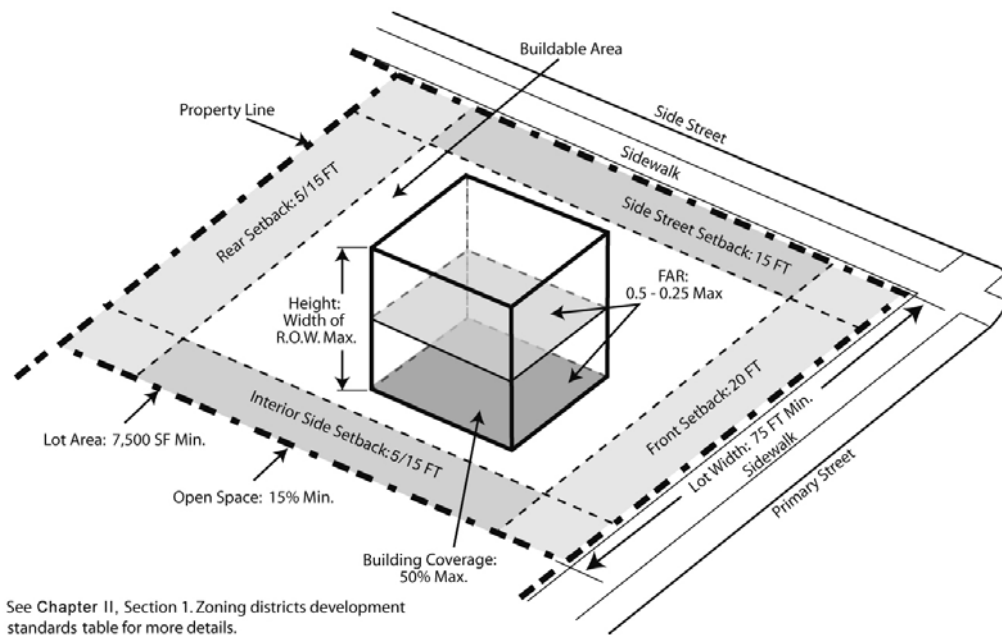 Buildable Area
Side Street
Property Line
Sidewalk
Rear Setback: 5/15 FT
Side Street Setback: 15 FT
FAR:
0.5 - 0.25 Max
Height:
Width of
R.O.W. Max.
Interior Side Setback: 5/15 FT
Front Setback: 20 FT
Lot Width: 75 FT Min.
Sidewalk
Primary Street
Lot Area: 7,500 SF Min.
Open Space: 15% Min.
Building Coverage:
50% Max.
See Chapter II, Section 1. Zoning districts development
standards table for more details.